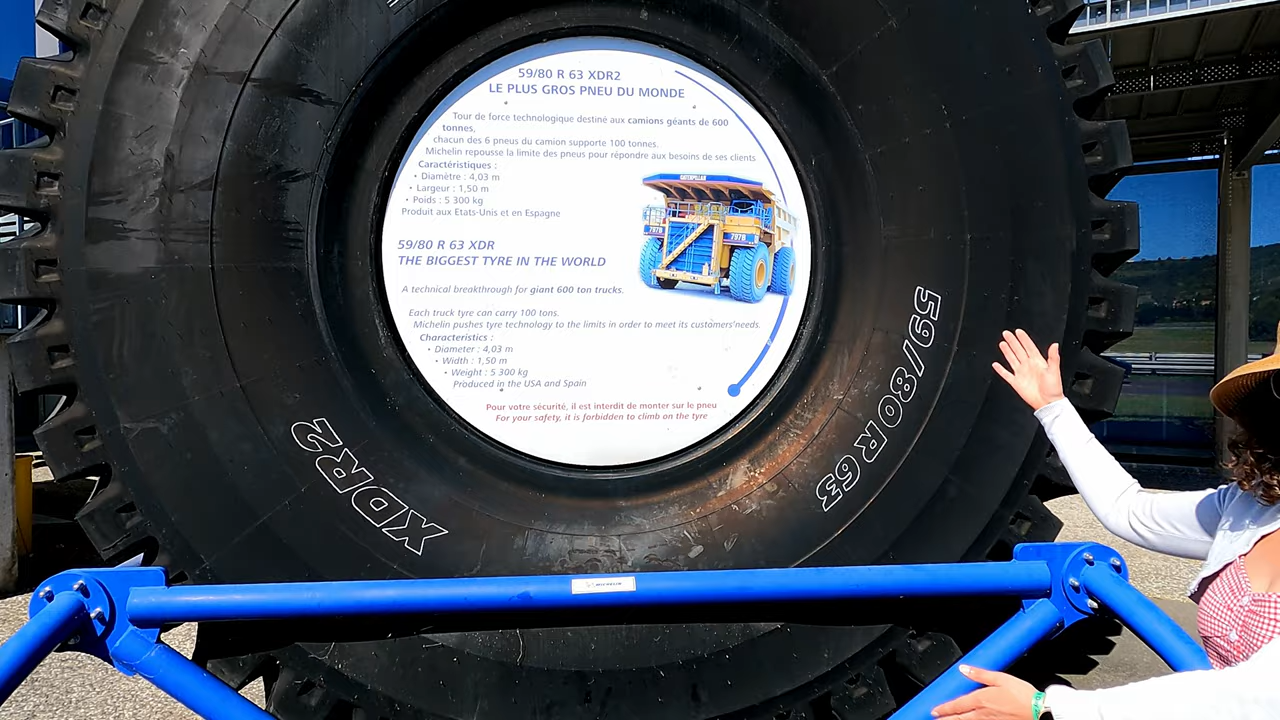 59/80 R 63 XDR2
LE PLUS GROS PNEU DU MONDE
Tour de force technologique destiné aux camions géants de 600
tonnes,
chacun des 6 pneus du camion supporte 100 tonnes.
Michelin repousse la limite des pneus pour répondre aux besoins de ses clients
Caractéristiques :
• Diamètre : 4,03 m
• Largeur : 1,50 m
• Poids : 5 300 kg
Produit aux Etats-Unis et en Espagne
CATERPILLAR
797B
797B
59/80 R 63 XDR
THE BIGGEST TYRE IN THE WORLD
A technical breakthrough for giant 600 ton trucks.
Each truck tyre can carry 100 tons.
Michelin pushes tyre technology to the limits in order to meet its customers'needs.
Characteristics :
• Diameter : 4,03 m
• Width : 1,50 m
• Weight : 5 300 kg
Produced in the USA and Spain
Pour votre sécurité, il est interdit de monter sur le pneu
For your safety, it is forbidden to climb on the tyre
59/80 R 63
XDR2
MICHELIN